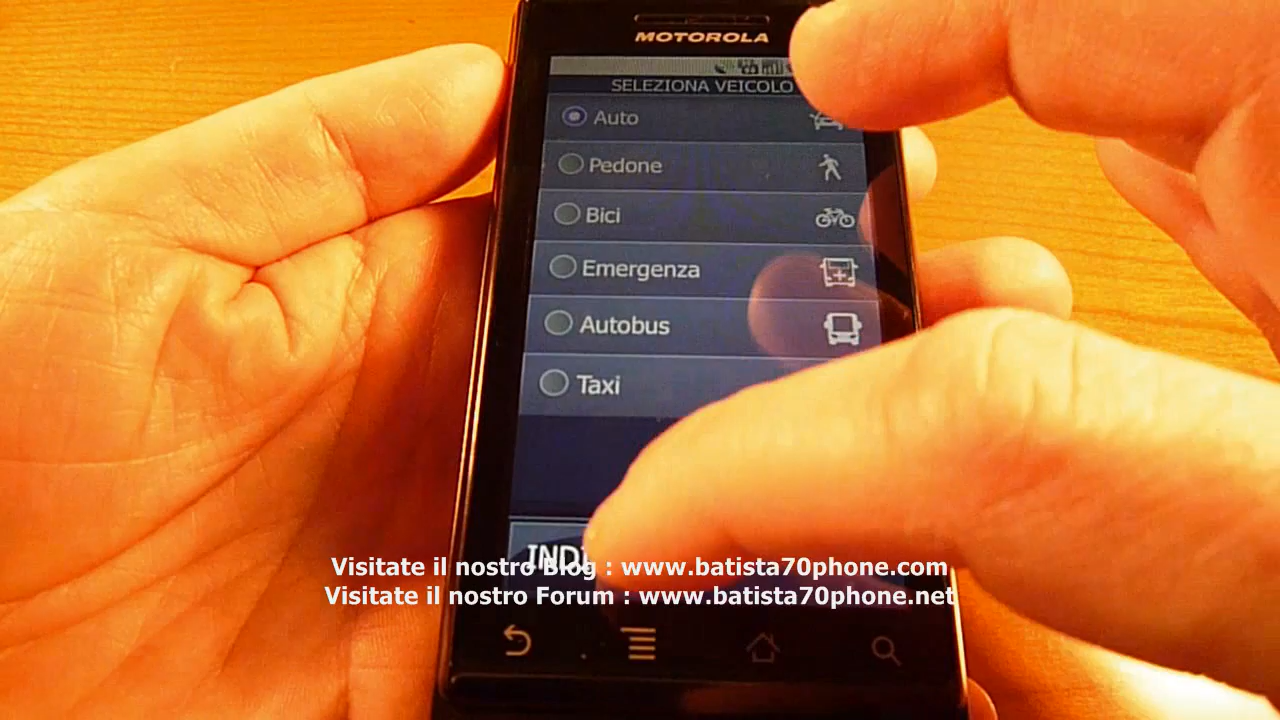 MOTOROLA
SELEZIONA VEICOLO
Auto
Pedone
Bici
Emergenza
Autobus
Taxi
Visitate il nostro Blog : www.batista70phone.com
Visitate il nostro Forum : www.batista70phone.net